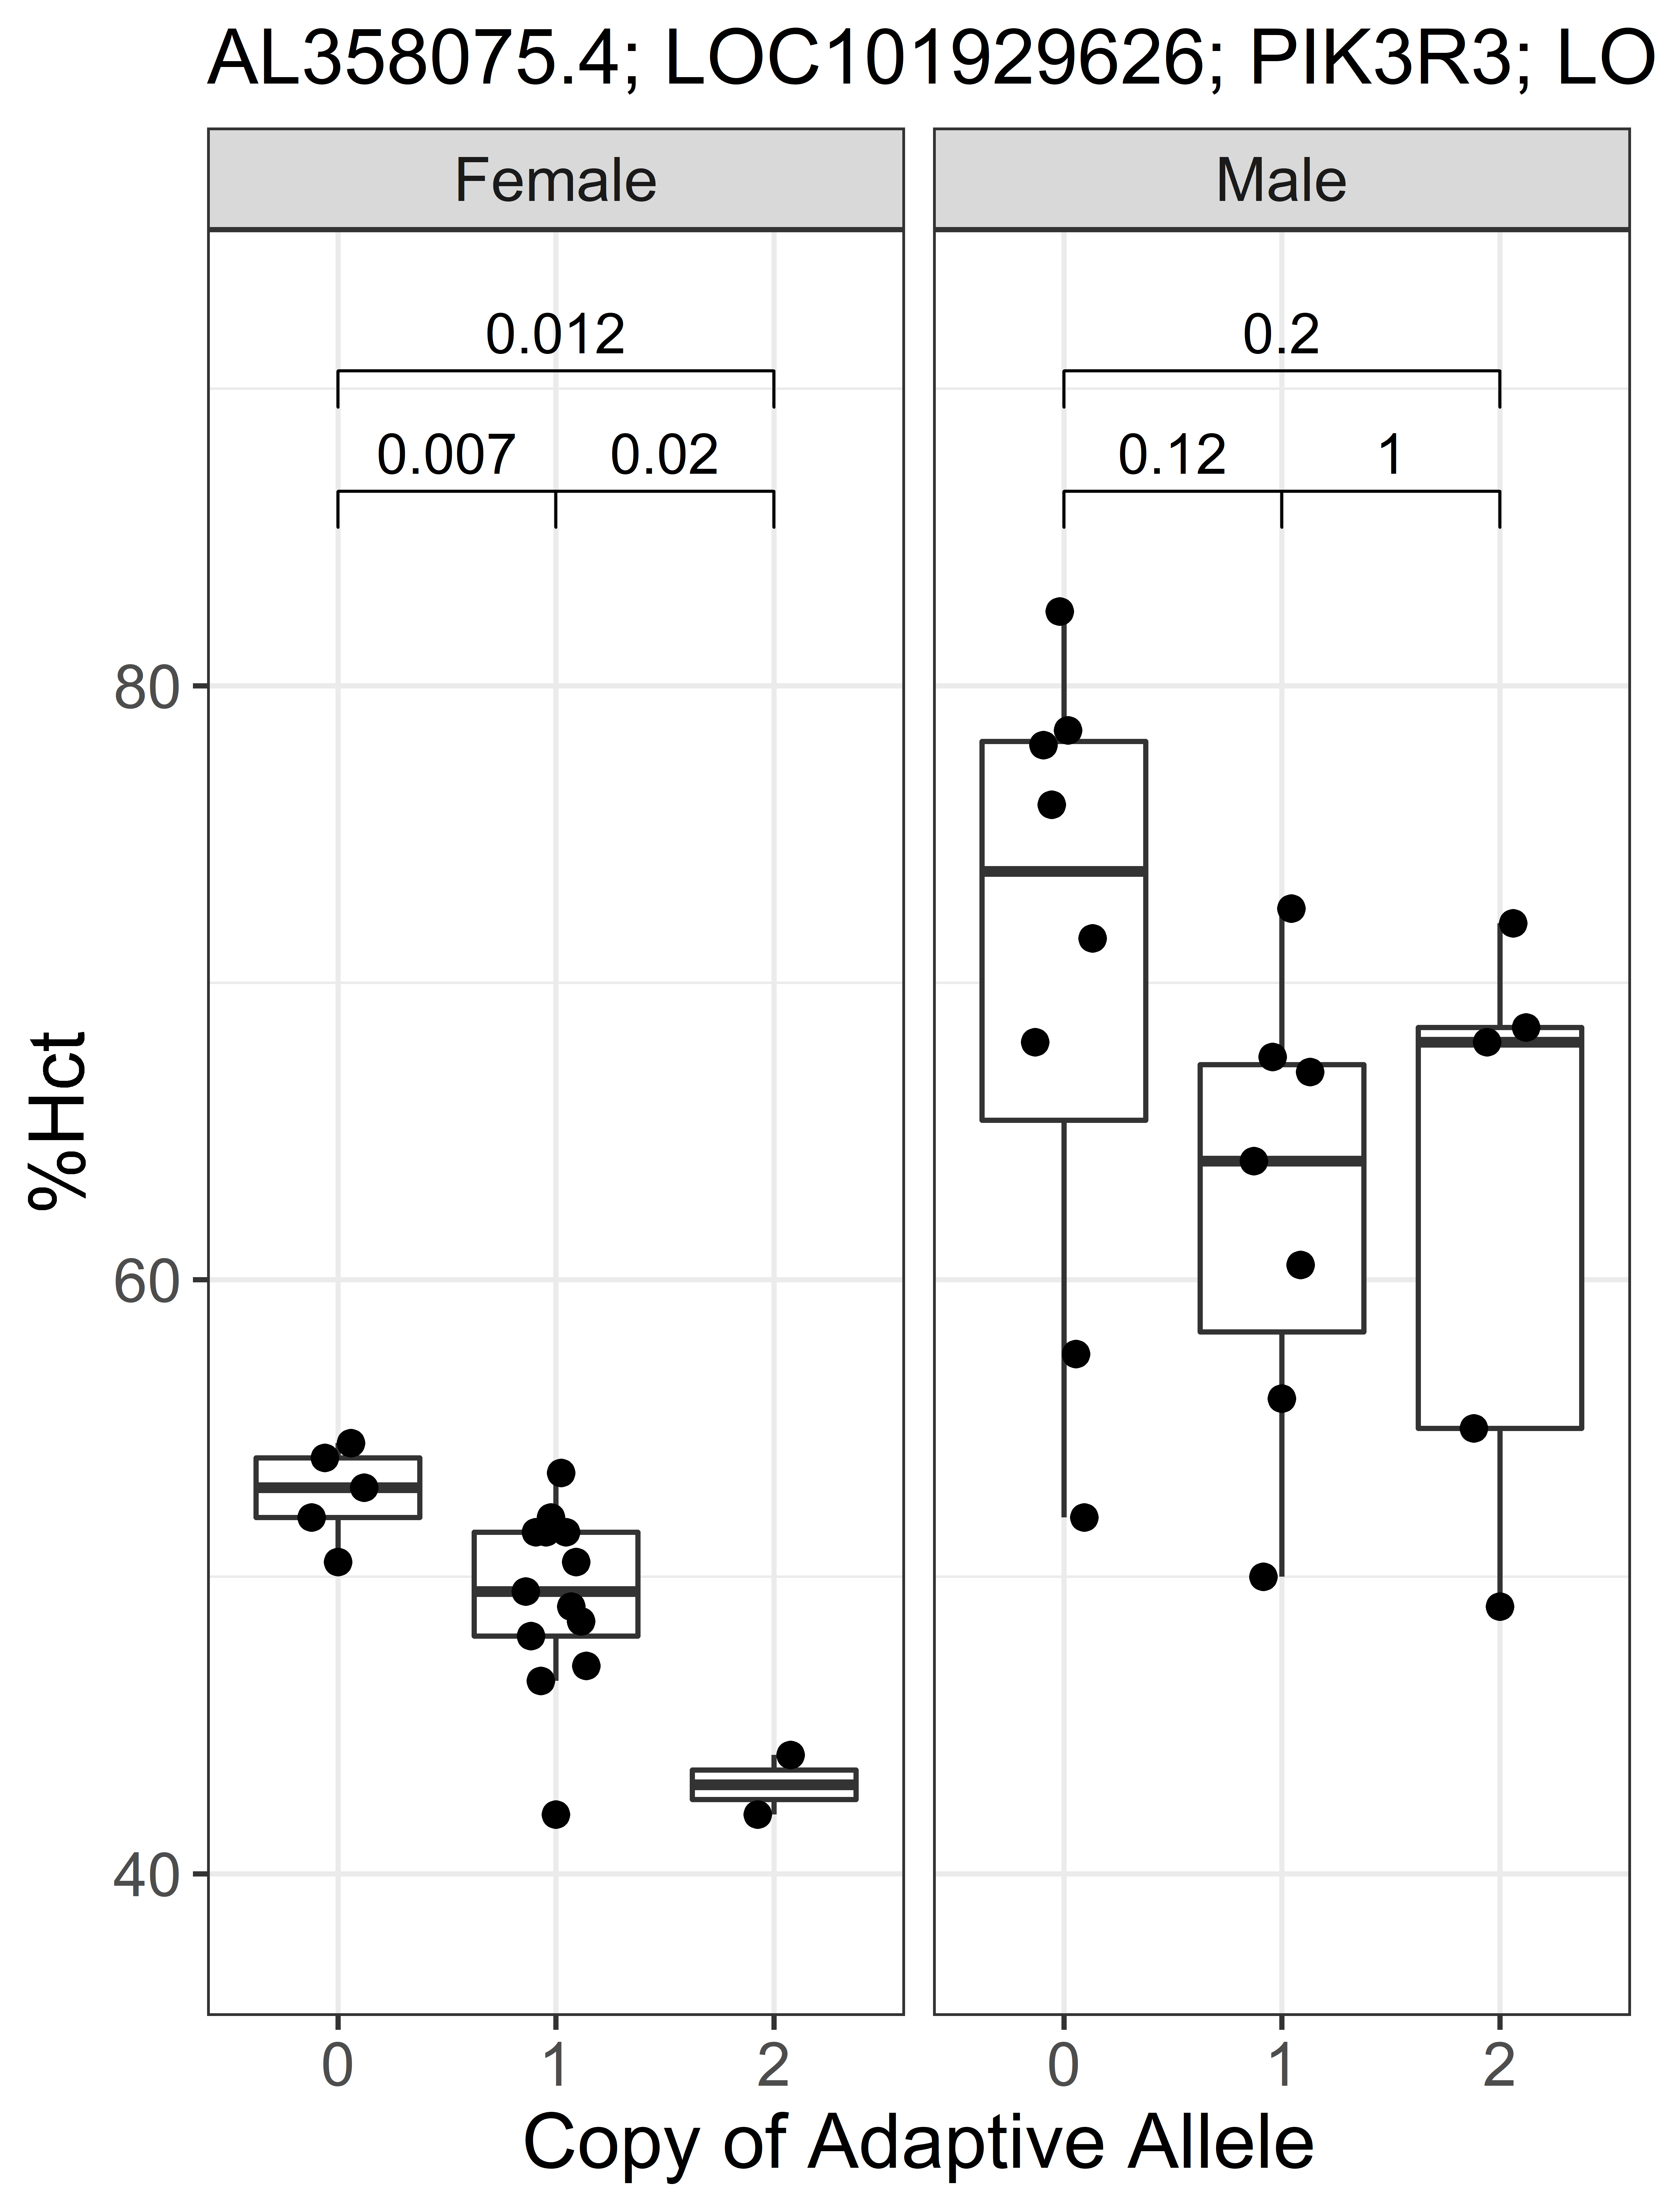 AL358075.4; LOC101929626; PIK3R3; LO
Female Male
0.012 0.2
0.007 0.02 0.12 1
80
60
40
%Hct
0 1 2 0 1 2
Copy of Adaptive Allele